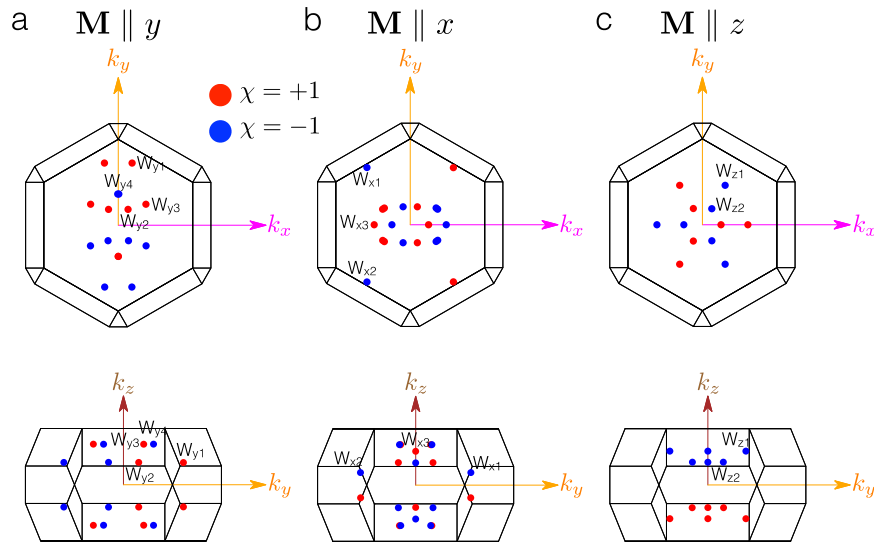 a
M ∥ y
b
M ∥ x
c
M ∥ z
k_y
k_y
k_y
χ = +1
χ = −1
W_y1
W_y4
W_y3
W_y2
k_x
W_x1
W_x3
W_x2
k_x
W_z1
W_z2
k_x
k_z
k_z
k_z
W_y3
W_y4
W_y1
W_y2
k_y
W_x3
W_x2
W_x1
k_y
W_z1
W_z2
k_y